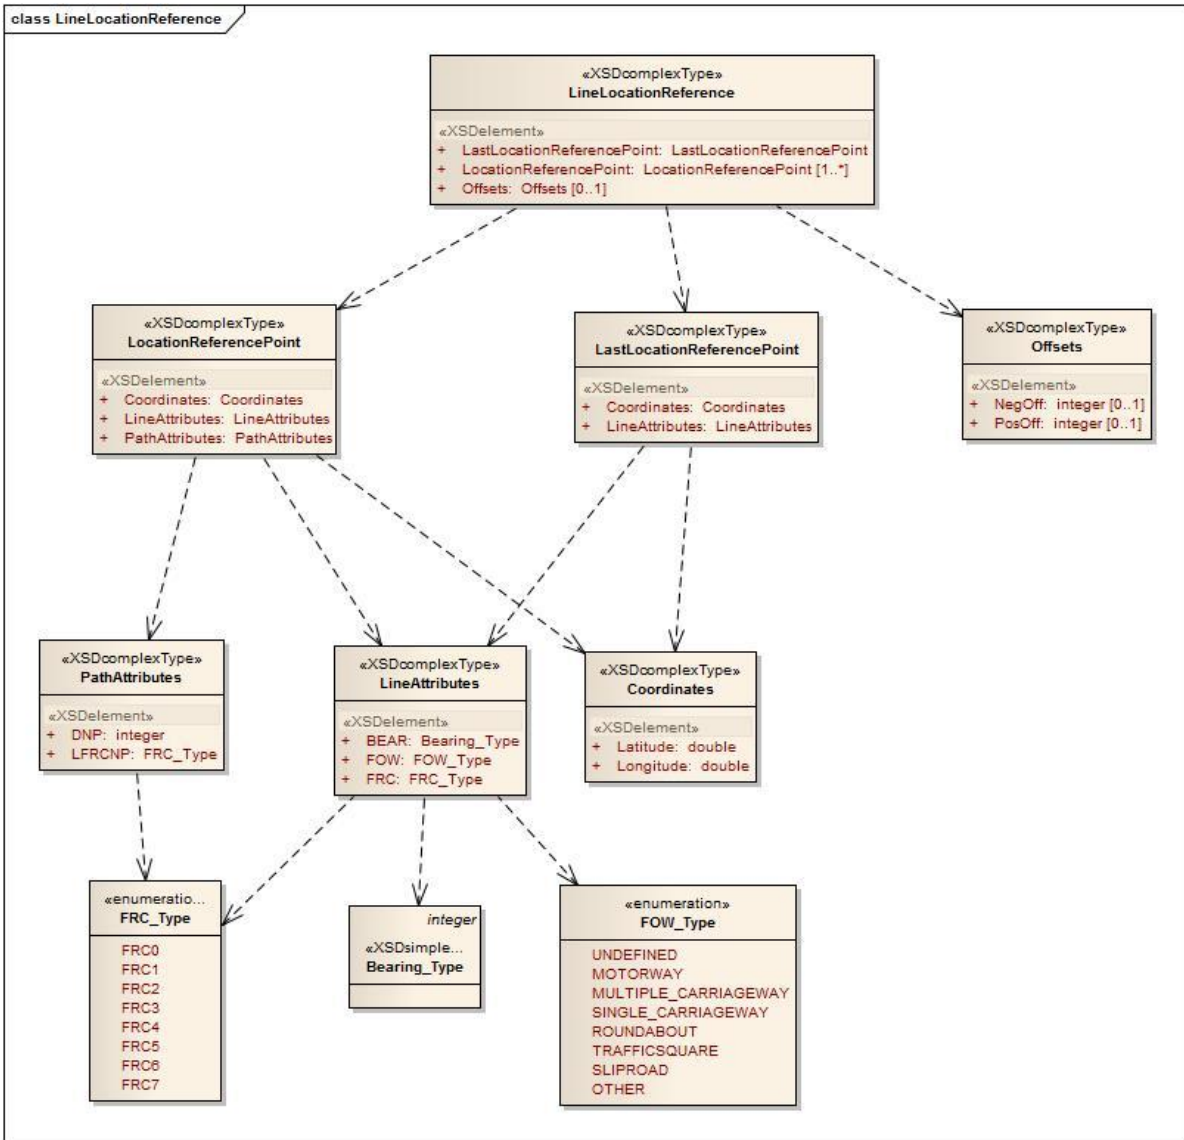 class LineLocationReference
«XSDcomplexType»
LineLocationReference
«XSDelement»
+ LastLocationReferencePoint: LastLocationReferencePoint
+ LocationReferencePoint: LocationReferencePoint [1..*]
+ Offsets: Offsets [0..1]
«XSDcomplexType»
LocationReferencePoint
«XSDelement»
+ Coordinates: Coordinates
+ LineAttributes: LineAttributes
+ PathAttributes: PathAttributes
«XSDcomplexType»
LastLocationReferencePoint
«XSDelement»
+ Coordinates: Coordinates
+ LineAttributes: LineAttributes
«XSDcomplexType»
Offsets
«XSDelement»
+ NegOff: integer [0..1]
+ PosOff: integer [0..1]
«XSDcomplexType»
PathAttributes
«XSDelement»
+ DNP: integer
+ LFRCNP: FRC_Type
«XSDcomplexType»
LineAttributes
«XSDelement»
+ BEAR: Bearing_Type
+ FOW: FOW_Type
+ FRC: FRC_Type
«XSDcomplexType»
Coordinates
«XSDelement»
+ Latitude: double
+ Longitude: double
«enumeratio...
FRC_Type
FRC0
FRC1
FRC2
FRC3
FRC4
FRC5
FRC6
FRC7
integer
«XSDsimple...
Bearing_Type
«enumeration»
FOW_Type
UNDEFINED
MOTORWAY
MULTIPLE_CARRIAGEWAY
SINGLE_CARRIAGEWAY
ROUNDABOUT
TRAFFICSQUARE
SLIPROAD
OTHER